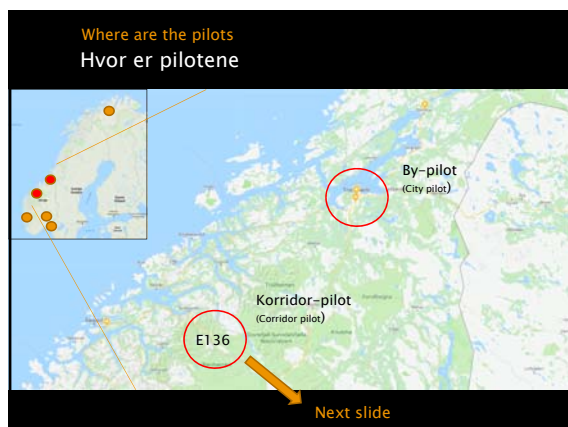 Where are the pilots
Hvor er pilotene
By-pilot
(City pilot)
Korridor-pilot
(Corridor pilot)
E136
Next slide